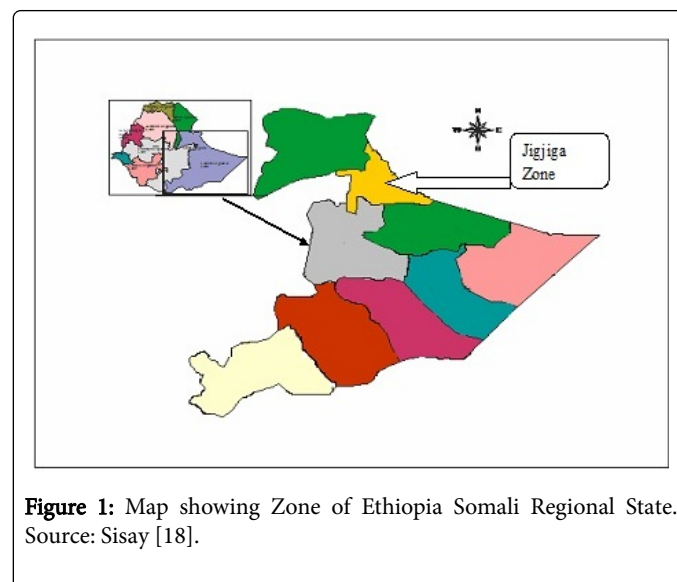 N
W E
S
Jigjiga
Zone
Figure 1: Map showing Zone of Ethiopia Somali Regional State.
Source: Sisay [18].